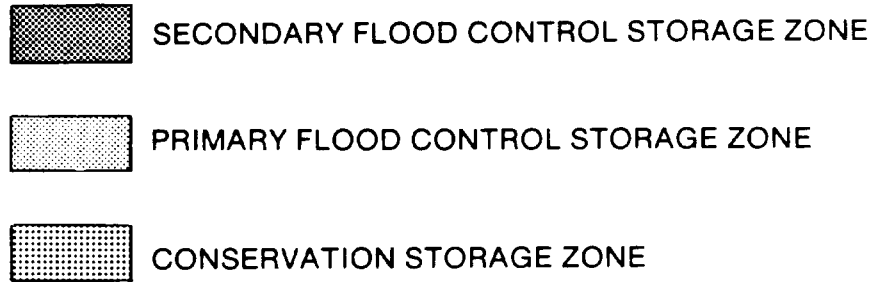 SECONDARY FLOOD CONTROL STORAGE ZONE
PRIMARY FLOOD CONTROL STORAGE ZONE
CONSERVATION STORAGE ZONE